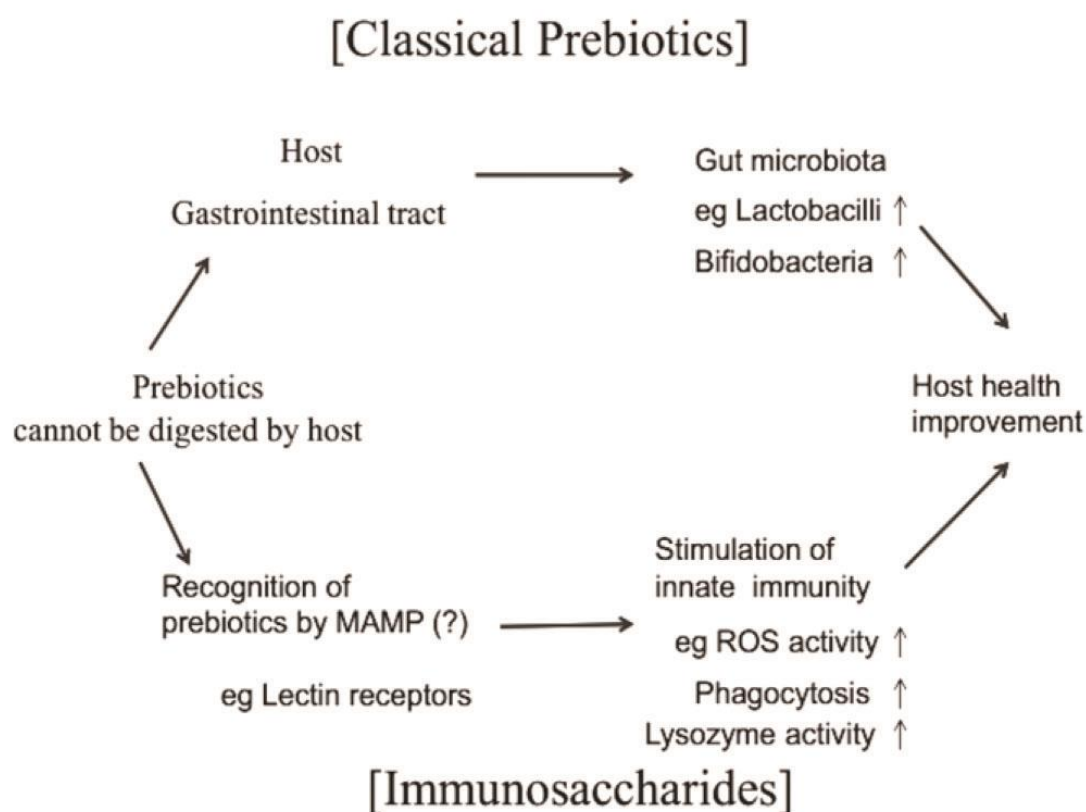 [Classical Prebiotics]
Host
Gastrointestinal tract
Gut microbiota
eg Lactobacilli ↑
Bifidobacteria ↑
Prebiotics
cannot be digested by host
Host health
improvement
Recognition of
prebiotics by MAMP (?)
eg Lectin receptors
Stimulation of
innate immunity
eg ROS activity ↑
Phagocytosis ↑
Lysozyme activity ↑
[Immunosaccharides]